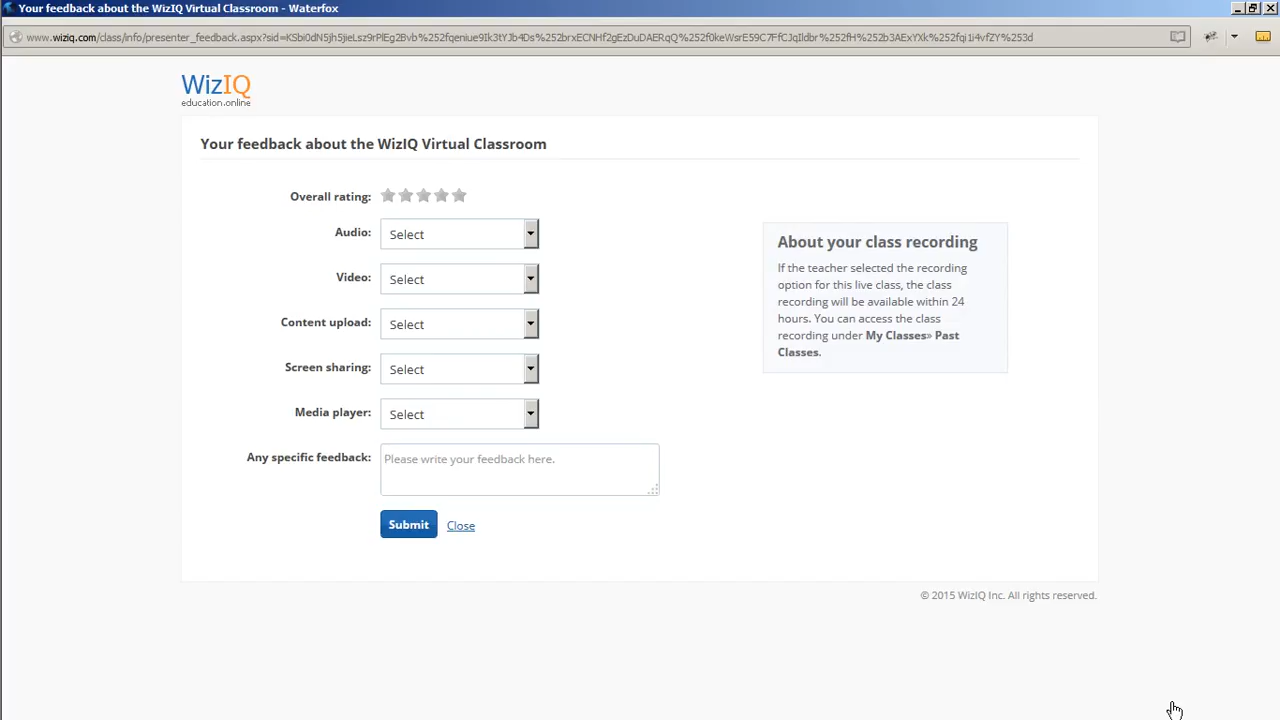 Your feedback about the WizIQ Virtual Classroom - Waterfox
WizIQ
education.online
Your feedback about the WizIQ Virtual Classroom
Overall rating:
Audio:
Select
Video:
Select
Content upload:
Select
Screen sharing:
Select
Media player:
Select
Any specific feedback:
Please write your feedback here.
Submit
Close
About your class recording
If the teacher selected the recording
option for this live class, the class
recording will be available within 24
hours. You can access the class
recording under My Classes» Past
Classes.
© 2015 WizIQ Inc. All rights reserved.